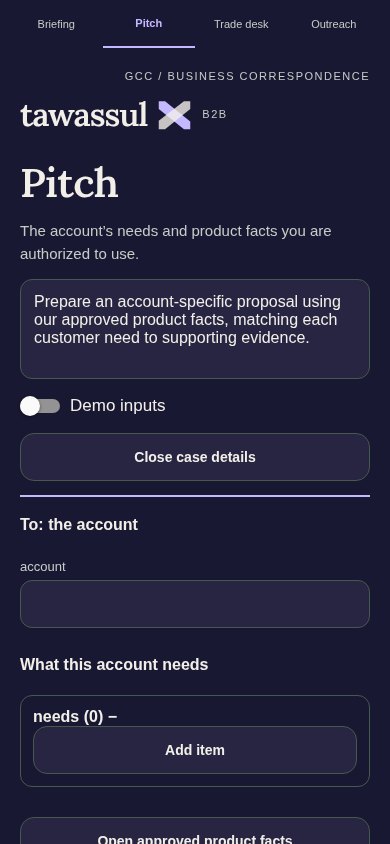 Briefing
Pitch
Trade desk
Outreach
GCC / BUSINESS CORRESPONDENCE
tawassul B2B
Pitch
The account's needs and product facts you are
authorized to use.
Prepare an account-specific proposal using
our approved product facts, matching each
customer need to supporting evidence.
Demo inputs
Close case details
To: the account
account
What this account needs
needs (0) –
Add item
Open approved product facts